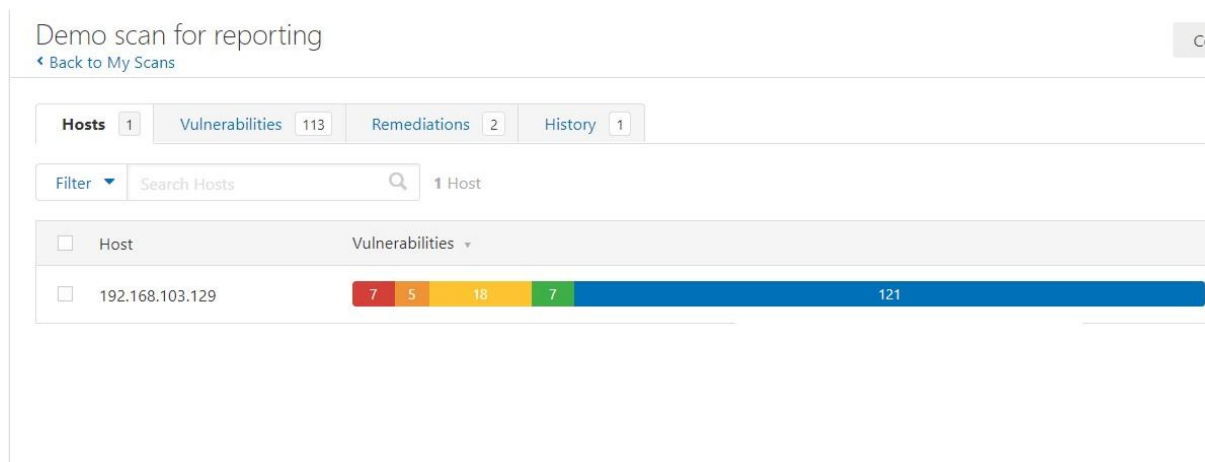 Demo scan for reporting
Back to My Scans
Hosts 1 Vulnerabilities 113 Remediations 2 History 1
Filter Search Hosts 1 Host
Host Vulnerabilities
192.168.103.129 7 5 18 7 121